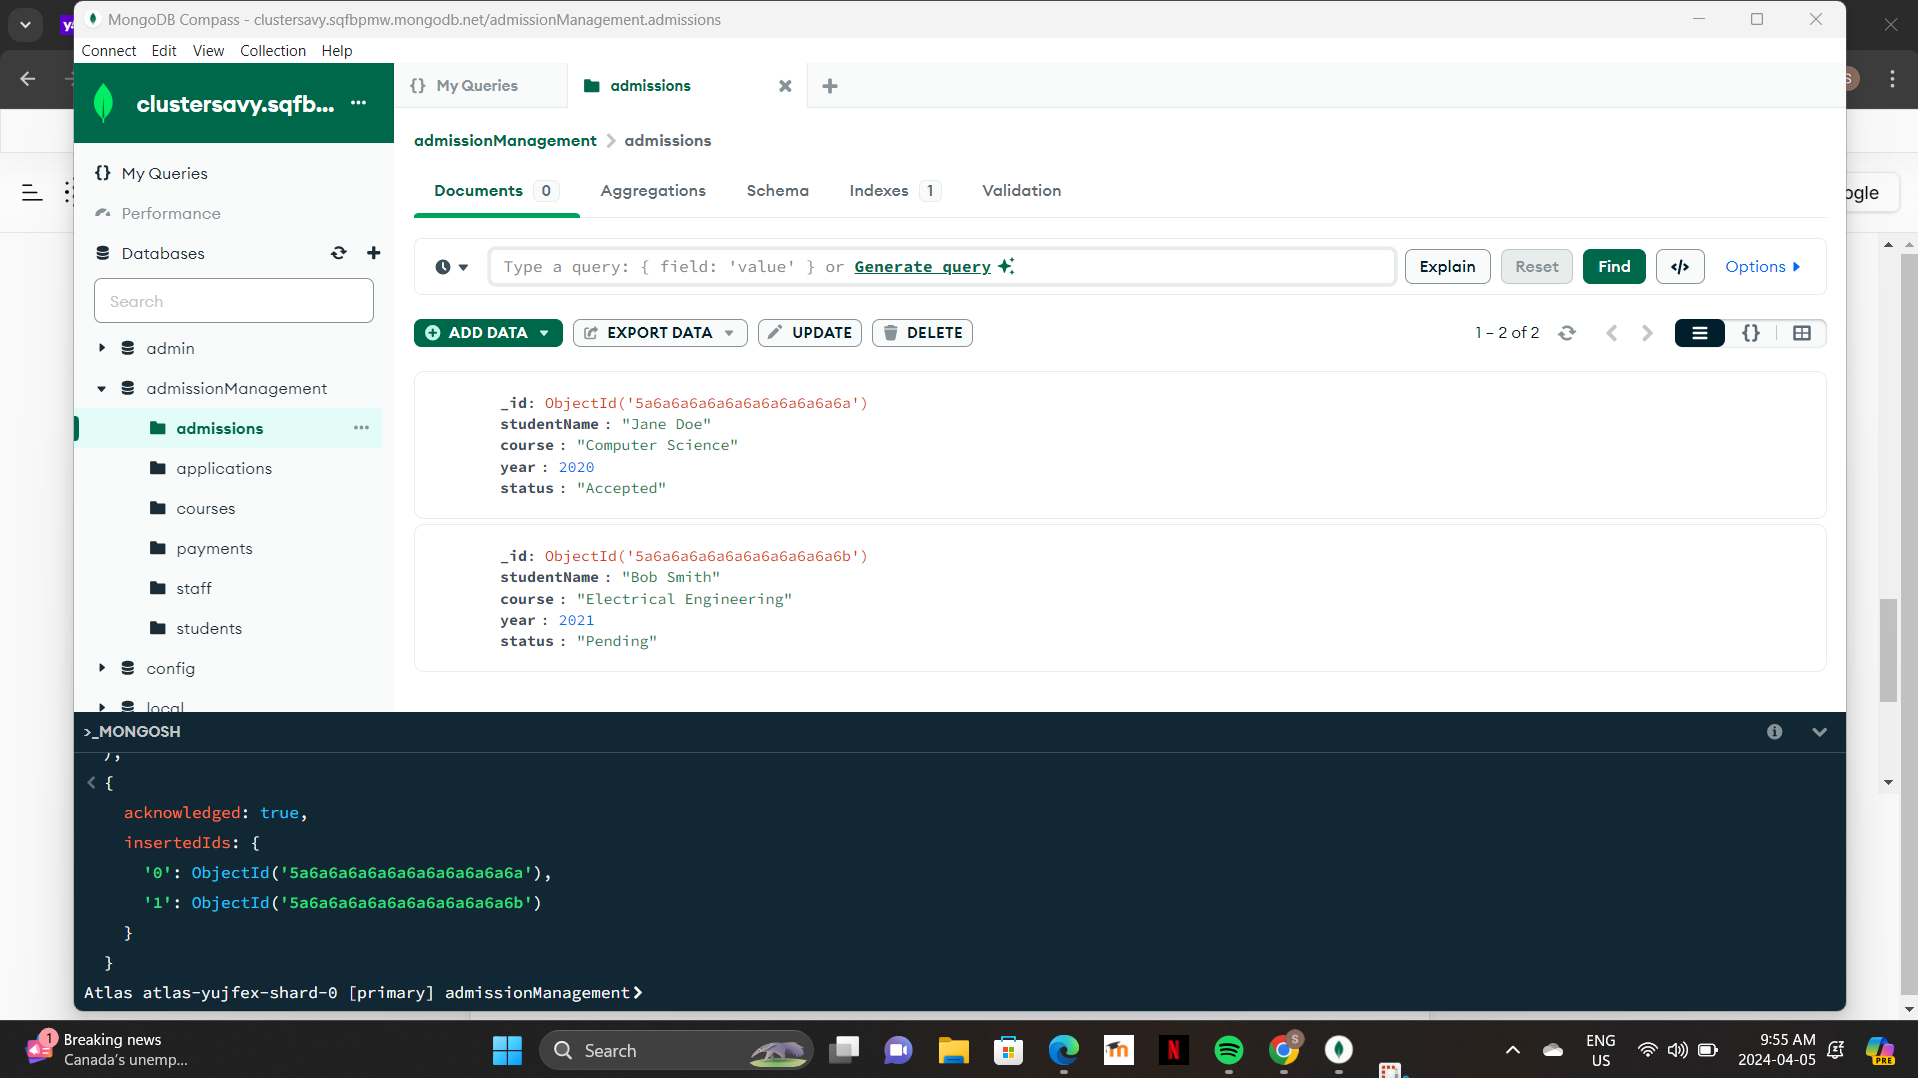 MongoDB Compass - clustersavy.sqfbpmw.mongodb.net/admissionManagement.admissions
Connect Edit View Collection Help
clustersavy.sqfb... ...
{} My Queries
admissions
admissionManagement > admissions
{} My Queries
Performance
Databases
Search
admin
admissionManagement
admissions
applications
courses
payments
staff
students
config
local
Documents 0 Aggregations Schema Indexes 1 Validation
Type a query: { field: 'value' } or Generate query
Explain Reset Find </> Options
ADD DATA EXPORT DATA UPDATE DELETE
1 – 2 of 2 {}
_id: ObjectId('5a6a6a6a6a6a6a6a6a6a6a6a')
studentName : "Jane Doe"
course : "Computer Science"
year : 2020
status : "Accepted"
_id: ObjectId('5a6a6a6a6a6a6a6a6a6a6a6b')
studentName : "Bob Smith"
course : "Electrical Engineering"
year : 2021
status : "Pending"
ogle
S
>_MONGOSH
),
< {
acknowledged: true,
insertedIds: {
'0': ObjectId('5a6a6a6a6a6a6a6a6a6a6a6a'),
'1': ObjectId('5a6a6a6a6a6a6a6a6a6a6a6b')
}
}
Atlas atlas-yujfex-shard-0 [primary] admissionManagement>
1
Breaking news
Canada's unemp...
Search
N
S
ENG
US
9:55 AM
2024-04-05
PRE